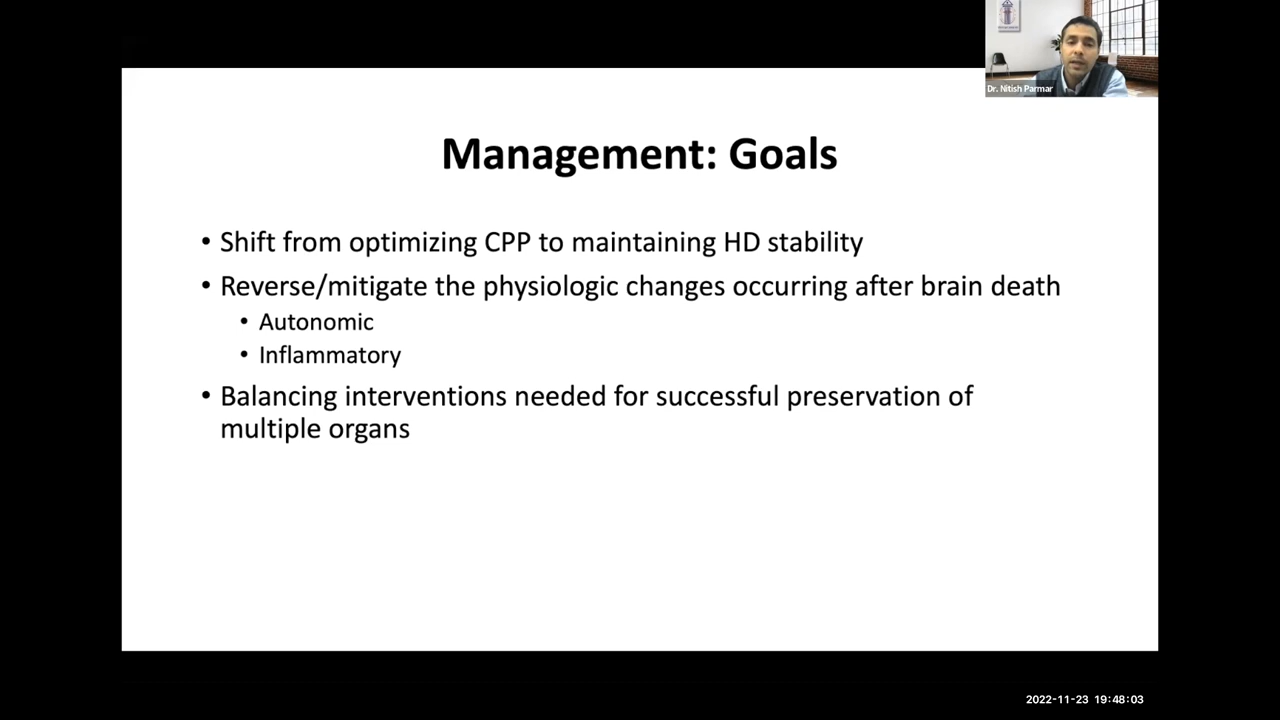 Dr. Nitish Parmar
Management: Goals
• Shift from optimizing CPP to maintaining HD stability
• Reverse/mitigate the physiologic changes occurring after brain death
• Autonomic
• Inflammatory
• Balancing interventions needed for successful preservation of
multiple organs
2022-11-23 19:48:03